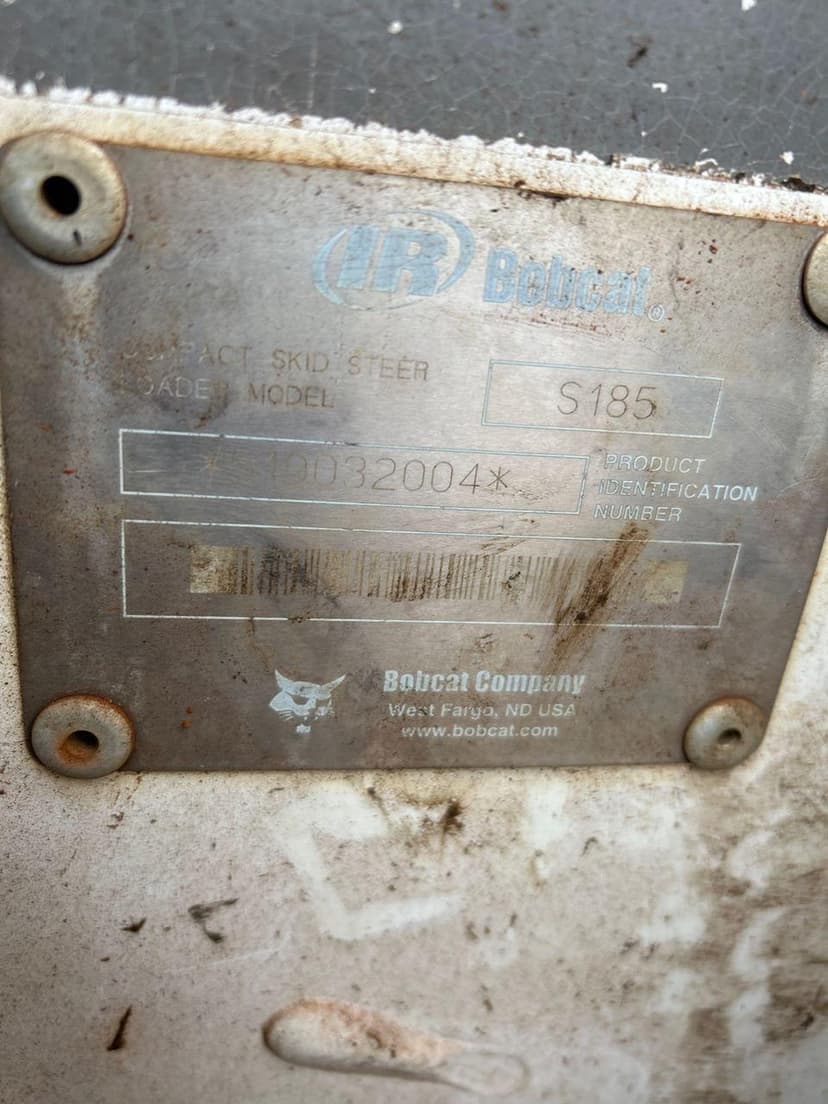 IR Bobcat®
COMPACT SKID STEER
LOADER MODEL
S185
PRODUCT
IDENTIFICATION
NUMBER
Bobcat Company
West Fargo, ND USA
www.bobcat.com